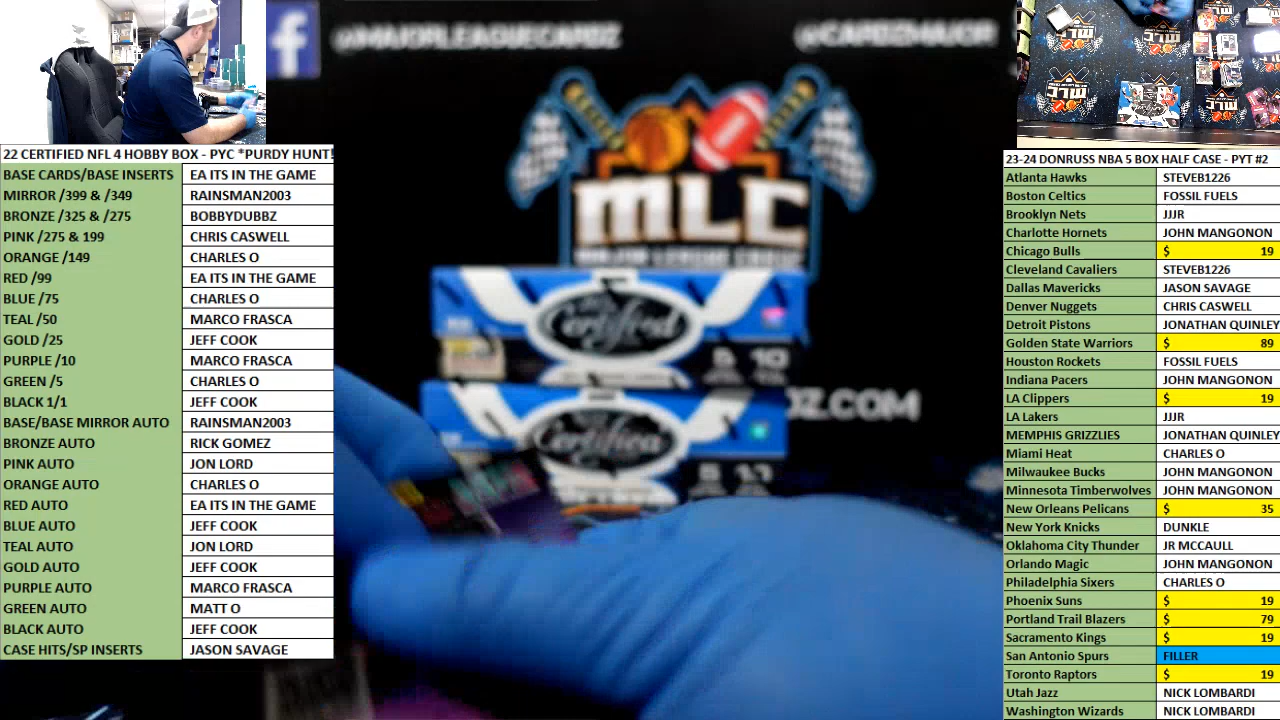 @MAJORLEAGECARDZ
@CARDZMAJOR
MLC
MAJOR LEAGUE CARDZ
Certified
10
Certified
DZ.COM
22 CERTIFIED NFL 4 HOBBY BOX - PYC *PURDY HUNT!
BASE CARDS/BASE INSERTS EA ITS IN THE GAME
MIRROR /399 & /349 RAINSMAN2003
BRONZE /325 & /275 BOBBYDUBBZ
PINK /275 & 199 CHRIS CASWELL
ORANGE /149 CHARLES O
RED /99 EA ITS IN THE GAME
BLUE /75 CHARLES O
TEAL /50 MARCO FRASCA
GOLD /25 JEFF COOK
PURPLE /10 MARCO FRASCA
GREEN /5 CHARLES O
BLACK 1/1 JEFF COOK
BASE/BASE MIRROR AUTO RAINSMAN2003
BRONZE AUTO RICK GOMEZ
PINK AUTO JON LORD
ORANGE AUTO CHARLES O
RED AUTO EA ITS IN THE GAME
BLUE AUTO JEFF COOK
TEAL AUTO JON LORD
GOLD AUTO JEFF COOK
PURPLE AUTO MARCO FRASCA
GREEN AUTO MATT O
BLACK AUTO JEFF COOK
CASE HITS/SP INSERTS JASON SAVAGE
23-24 DONRUSS NBA 5 BOX HALF CASE - PYT #2
Atlanta Hawks STEVEB1226
Boston Celtics FOSSIL FUELS
Brooklyn Nets JJJR
Charlotte Hornets JOHN MANGONON
Chicago Bulls $ 19
Cleveland Cavaliers STEVEB1226
Dallas Mavericks JASON SAVAGE
Denver Nuggets CHRIS CASWELL
Detroit Pistons JONATHAN QUINLEY
Golden State Warriors $ 89
Houston Rockets FOSSIL FUELS
Indiana Pacers JOHN MANGONON
LA Clippers $ 19
LA Lakers JJJR
MEMPHIS GRIZZLIES JONATHAN QUINLEY
Miami Heat CHARLES O
Milwaukee Bucks JOHN MANGONON
Minnesota Timberwolves JOHN MANGONON
New Orleans Pelicans $ 35
New York Knicks DUNKLE
Oklahoma City Thunder JR MCCAULL
Orlando Magic JOHN MANGONON
Philadelphia Sixers CHARLES O
Phoenix Suns $ 19
Portland Trail Blazers $ 79
Sacramento Kings $ 19
San Antonio Spurs FILLER
Toronto Raptors $ 19
Utah Jazz NICK LOMBARDI
Washington Wizards NICK LOMBARDI